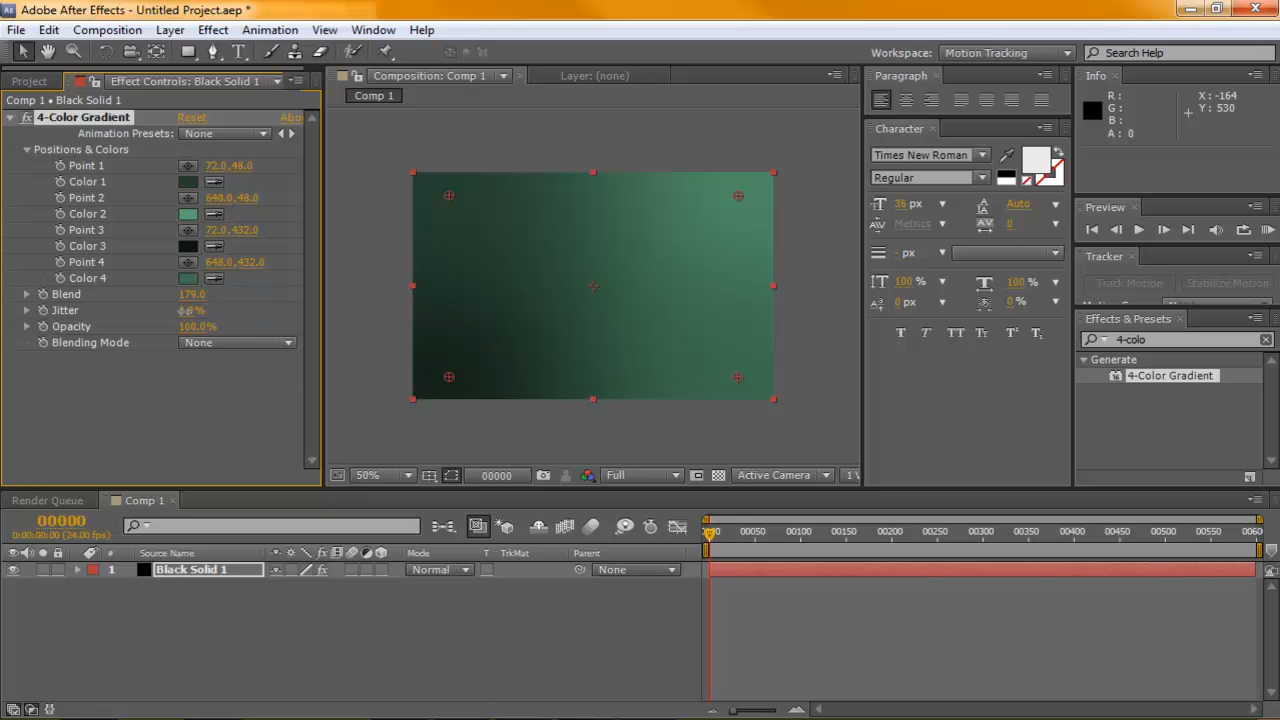 Adobe After Effects - Untitled Project.aep *
File Edit Composition Layer Effect Animation View Window Help
Workspace: Motion Tracking Search Help
Project Effect Controls: Black Solid 1
Composition: Comp 1 Layer: (none)
Paragraph
Info
Comp 1 • Black Solid 1
Comp 1
R:
G:
B:
A: 0
X: -164
Y: 530
4-Color Gradient Reset Abo
Animation Presets: None
Positions & Colors
Point 1 72.0,48.0
Color 1
Point 2 648.0,48.0
Color 2
Point 3 72.0,432.0
Color 3
Point 4 648.0,432.0
Color 4
Blend 179.0
Jitter
Opacity 100.0%
Blending Mode None
Character
Times New Roman
Regular
36 px Auto
Metrics 0
- px
100 % 100 %
0 px 0 %
T T TT Tr T¹ T₁
Preview
Tracker
Track Motion Stabilize Motion
Effects & Presets
4-colo
Generate
4-Color Gradient
50% 00000 Full Active Camera 1 V
Render Queue Comp 1
00000
0:00:00:00 (24.00 fps)
00050 00100 00150 00200 00250 00300 00350 00400 00450 00500 00550 0060
# Source Name Mode T TrkMat Parent
1 Black Solid 1 Normal None